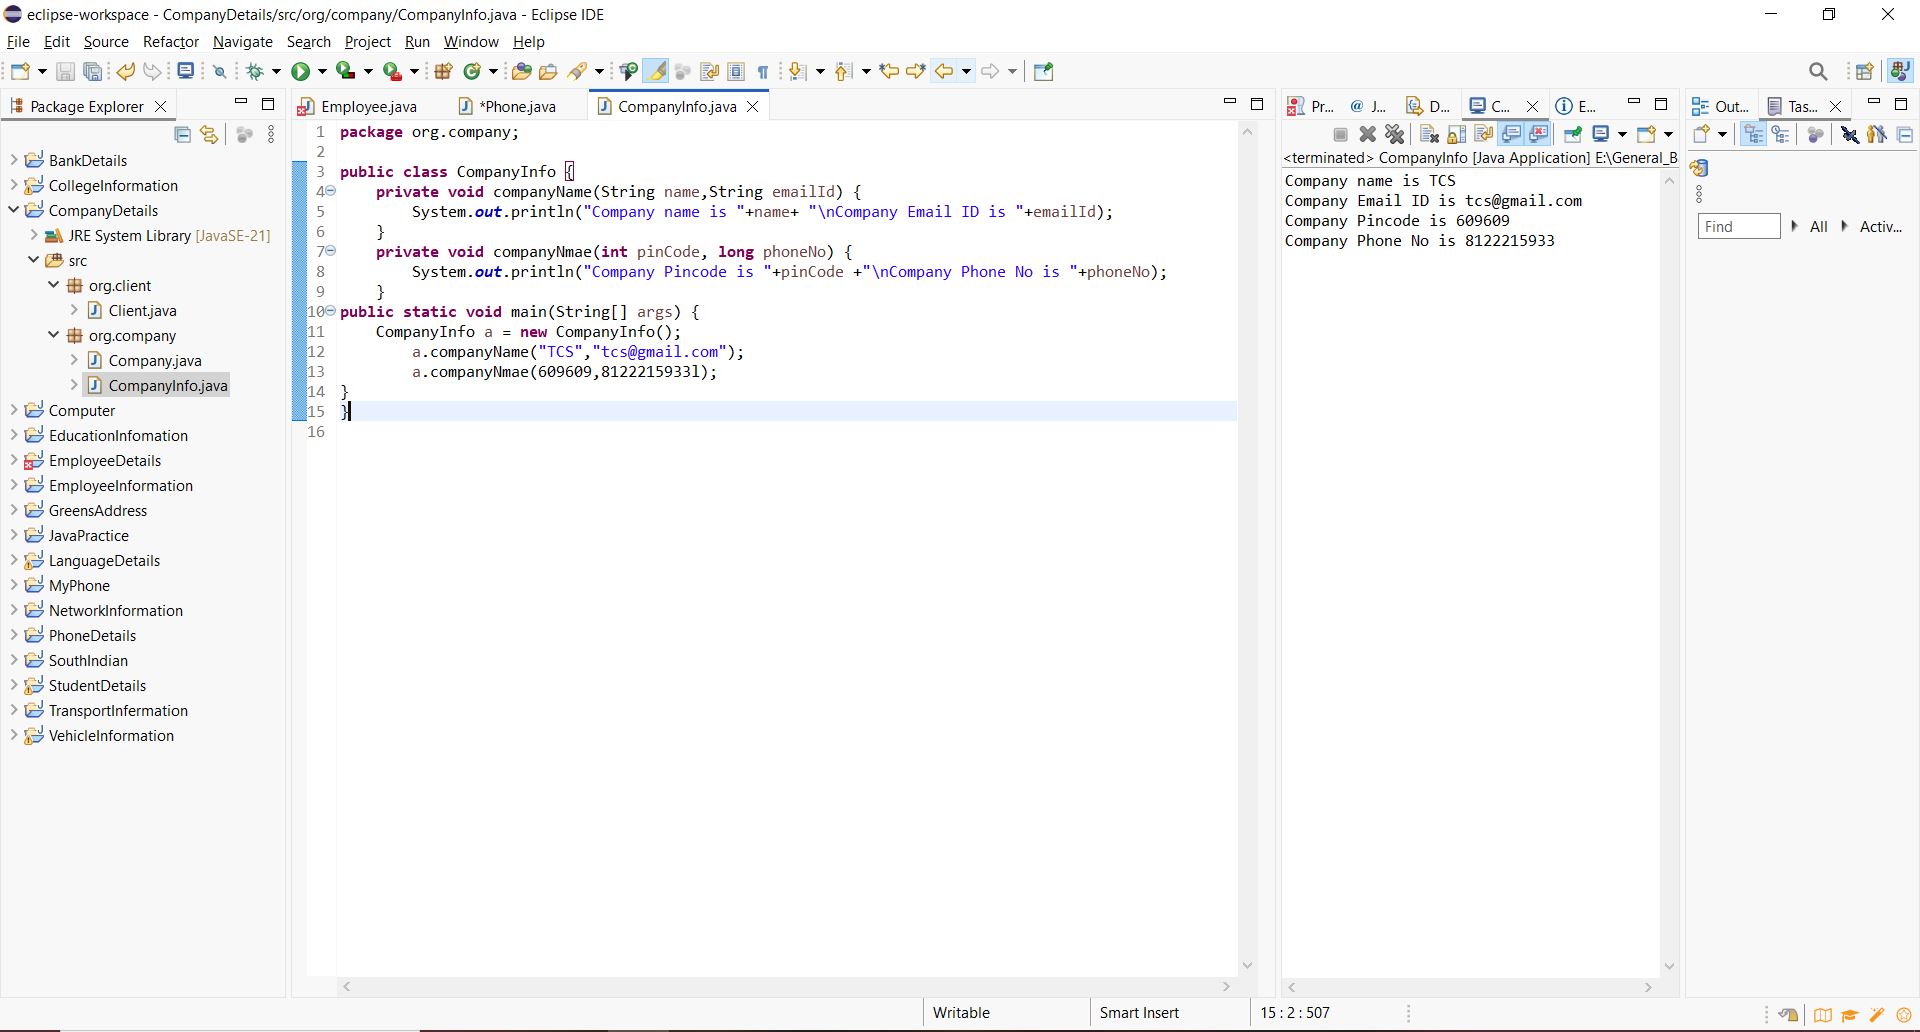 eclipse-workspace - CompanyDetails/src/org/company/CompanyInfo.java - Eclipse IDE
File Edit Source Refactor Navigate Search Project Run Window Help
Package Explorer
BankDetails
CollegeInformation
CompanyDetails
JRE System Library [JavaSE-21]
src
org.client
Client.java
org.company
Company.java
CompanyInfo.java
Computer
EducationInfomation
EmployeeDetails
EmployeeInformation
GreensAddress
JavaPractice
LanguageDetails
MyPhone
NetworkInformation
PhoneDetails
SouthIndian
StudentDetails
TransportInfermation
VehicleInformation
Employee.java *Phone.java CompanyInfo.java
1 package org.company;
2
3 public class CompanyInfo {
4 private void companyName(String name,String emailId) {
5 System.out.println("Company name is "+name+ "\nCompany Email ID is "+emailId);
6 }
7 private void companyNmae(int pinCode, long phoneNo) {
8 System.out.println("Company Pincode is "+pinCode +"\nCompany Phone No is "+phoneNo);
9 }
10 public static void main(String[] args) {
11 CompanyInfo a = new CompanyInfo();
12 a.companyName("TCS","tcs@gmail.com");
13 a.companyNmae(609609,8122215933l);
14 }
15 }
16
Pr... J... D... C... E...
<terminated> CompanyInfo [Java Application] E:\General_B
Company name is TCS
Company Email ID is tcs@gmail.com
Company Pincode is 609609
Company Phone No is 8122215933
Out... Tas...
Find All Activ...
Writable Smart Insert 15 : 2 : 507